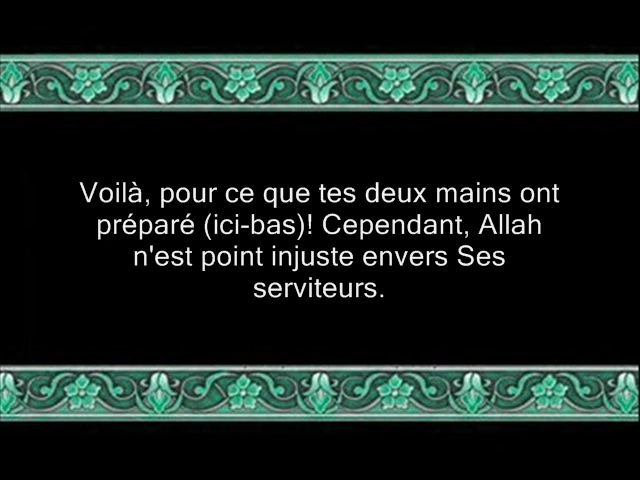 Voilà, pour ce que tes deux mains ont
préparé (ici-bas)! Cependant, Allah
n'est point injuste envers Ses
serviteurs.